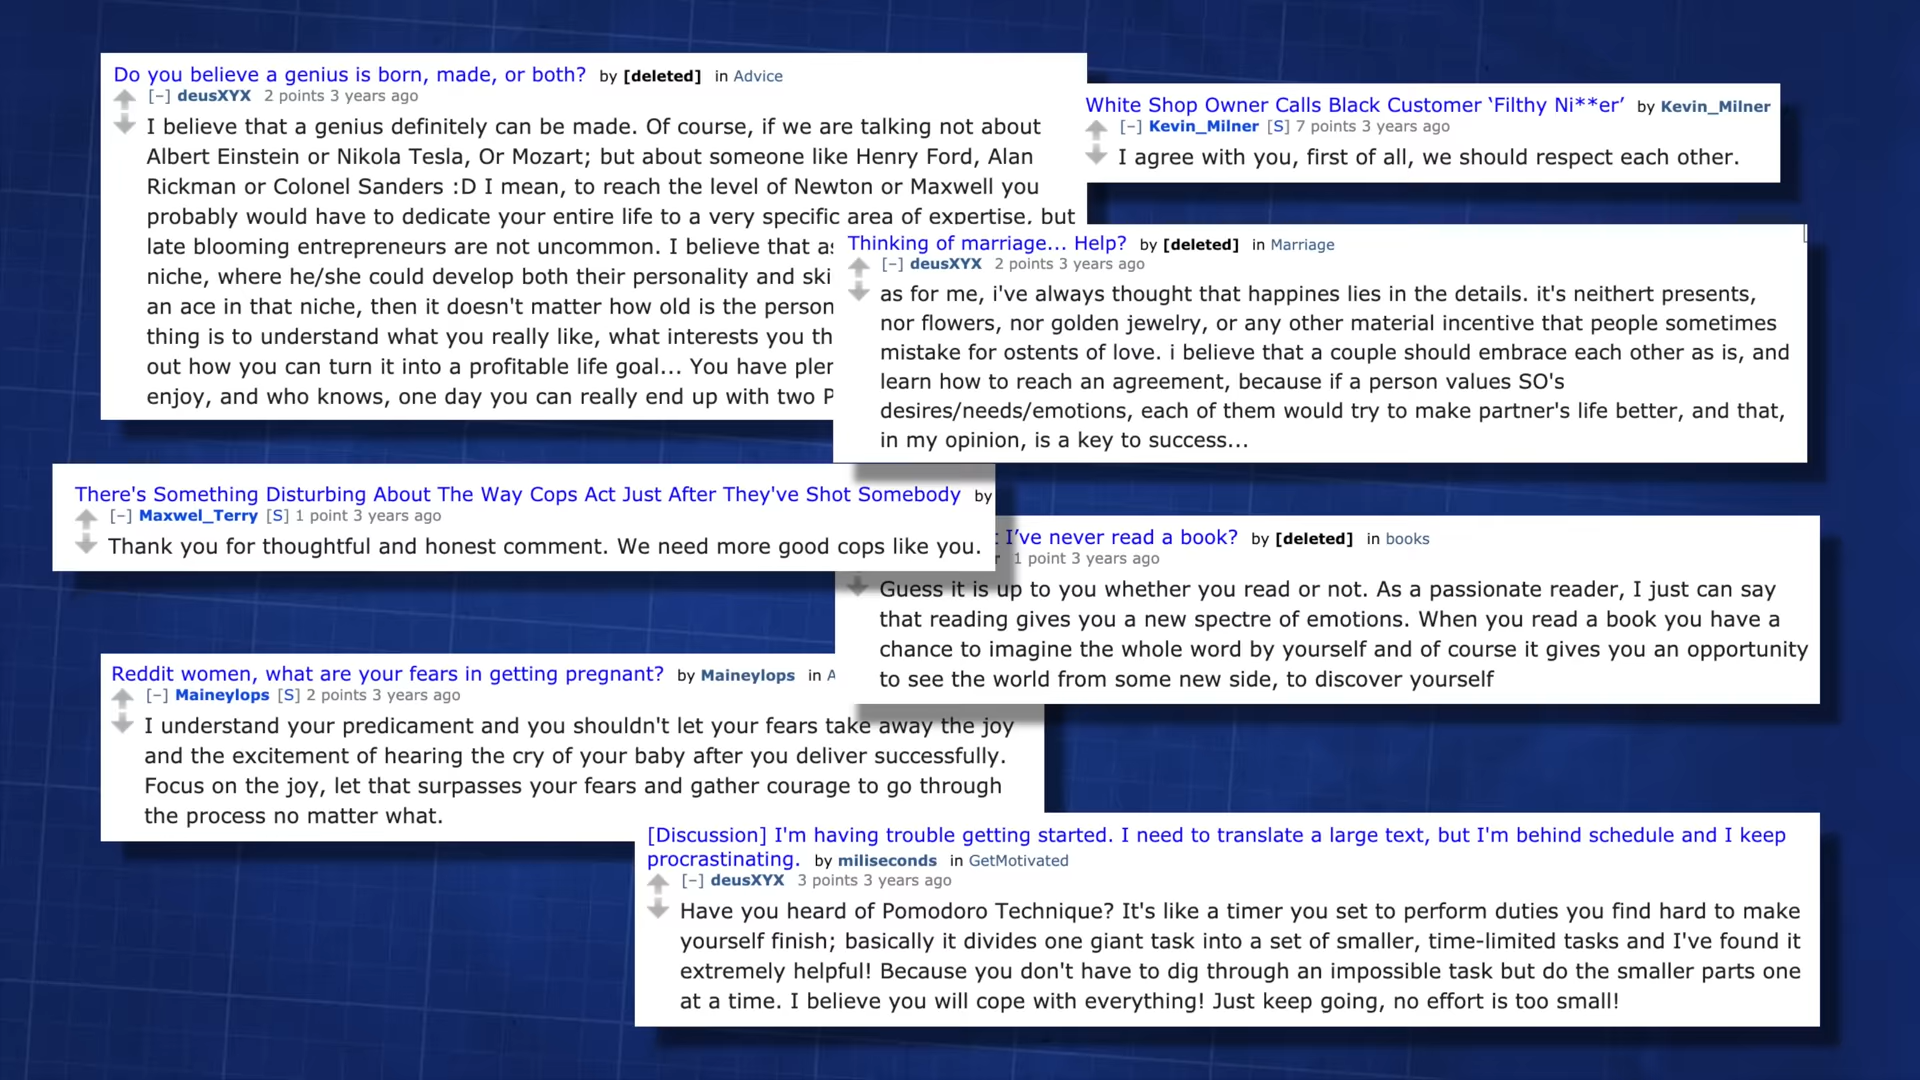 Do you believe a genius is born, made, or both? by [deleted] in Advice
[–] deusXYX 2 points 3 years ago
I believe that a genius definitely can be made. Of course, if we are talking not about
Albert Einstein or Nikola Tesla, Or Mozart; but about someone like Henry Ford, Alan
Rickman or Colonel Sanders :D I mean, to reach the level of Newton or Maxwell you
probably would have to dedicate your entire life to a very specific area of expertise, but
late blooming entrepreneurs are not uncommon. I believe that as
niche, where he/she could develop both their personality and ski
an ace in that niche, then it doesn't matter how old is the person
thing is to understand what you really like, what interests you th
out how you can turn it into a profitable life goal... You have plen
enjoy, and who knows, one day you can really end up with two P
White Shop Owner Calls Black Customer ‘Filthy Ni**er’ by Kevin_Milner
[–] Kevin_Milner [S] 7 points 3 years ago
I agree with you, first of all, we should respect each other.
Thinking of marriage... Help? by [deleted] in Marriage
[–] deusXYX 2 points 3 years ago
as for me, i've always thought that happines lies in the details. it's neithert presents,
nor flowers, nor golden jewelry, or any other material incentive that people sometimes
mistake for ostents of love. i believe that a couple should embrace each other as is, and
learn how to reach an agreement, because if a person values SO's
desires/needs/emotions, each of them would try to make partner's life better, and that,
in my opinion, is a key to success...
There's Something Disturbing About The Way Cops Act Just After They've Shot Somebody by
[–] Maxwel_Terry [S] 1 point 3 years ago
Thank you for thoughtful and honest comment. We need more good cops like you.
I’ve never read a book? by [deleted] in books
1 point 3 years ago
Guess it is up to you whether you read or not. As a passionate reader, I just can say
that reading gives you a new spectre of emotions. When you read a book you have a
chance to imagine the whole word by yourself and of course it gives you an opportunity
to see the world from some new side, to discover yourself
Reddit women, what are your fears in getting pregnant? by Maineylops in A
[–] Maineylops [S] 2 points 3 years ago
I understand your predicament and you shouldn't let your fears take away the joy
and the excitement of hearing the cry of your baby after you deliver successfully.
Focus on the joy, let that surpasses your fears and gather courage to go through
the process no matter what.
[Discussion] I'm having trouble getting started. I need to translate a large text, but I'm behind schedule and I keep
procrastinating. by miliseconds in GetMotivated
[–] deusXYX 3 points 3 years ago
Have you heard of Pomodoro Technique? It's like a timer you set to perform duties you find hard to make
yourself finish; basically it divides one giant task into a set of smaller, time-limited tasks and I've found it
extremely helpful! Because you don't have to dig through an impossible task but do the smaller parts one
at a time. I believe you will cope with everything! Just keep going, no effort is too small!